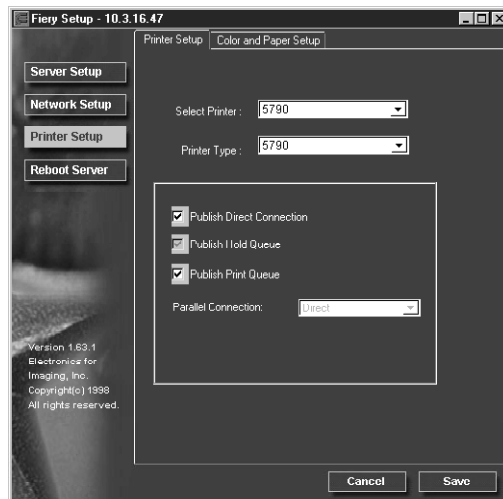 Fiery Setup - 10.3.16.47
Printer Setup
Color and Paper Setup
Server Setup
Network Setup
Printer Setup
Reboot Server
Select Printer :
5790
Printer Type :
5790
Publish Direct Connection
Publish Hold Queue
Publish Print Queue
Parallel Connection:
Direct
Version 1.63.1
Electronics for
Imaging, Inc.
Copyright(c) 1998
All rights reserved.
Cancel
Save